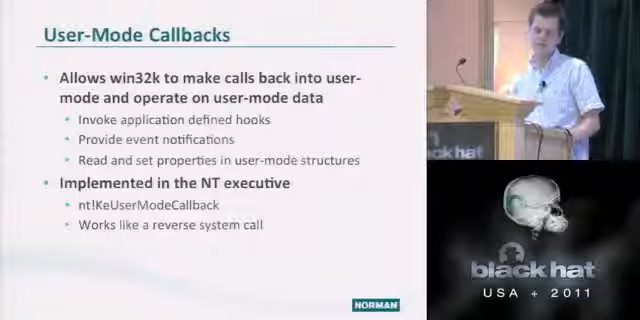 User-Mode Callbacks
• Allows win32k to make calls back into user-
mode and operate on user-mode data
• Invoke application defined hooks
• Provide event notifications
• Read and set properties in user-mode structures
• Implemented in the NT executive
• nt!KeUserModeCallback
• Works like a reverse system call
NORMAN
black hat
black hat
USA + 2011